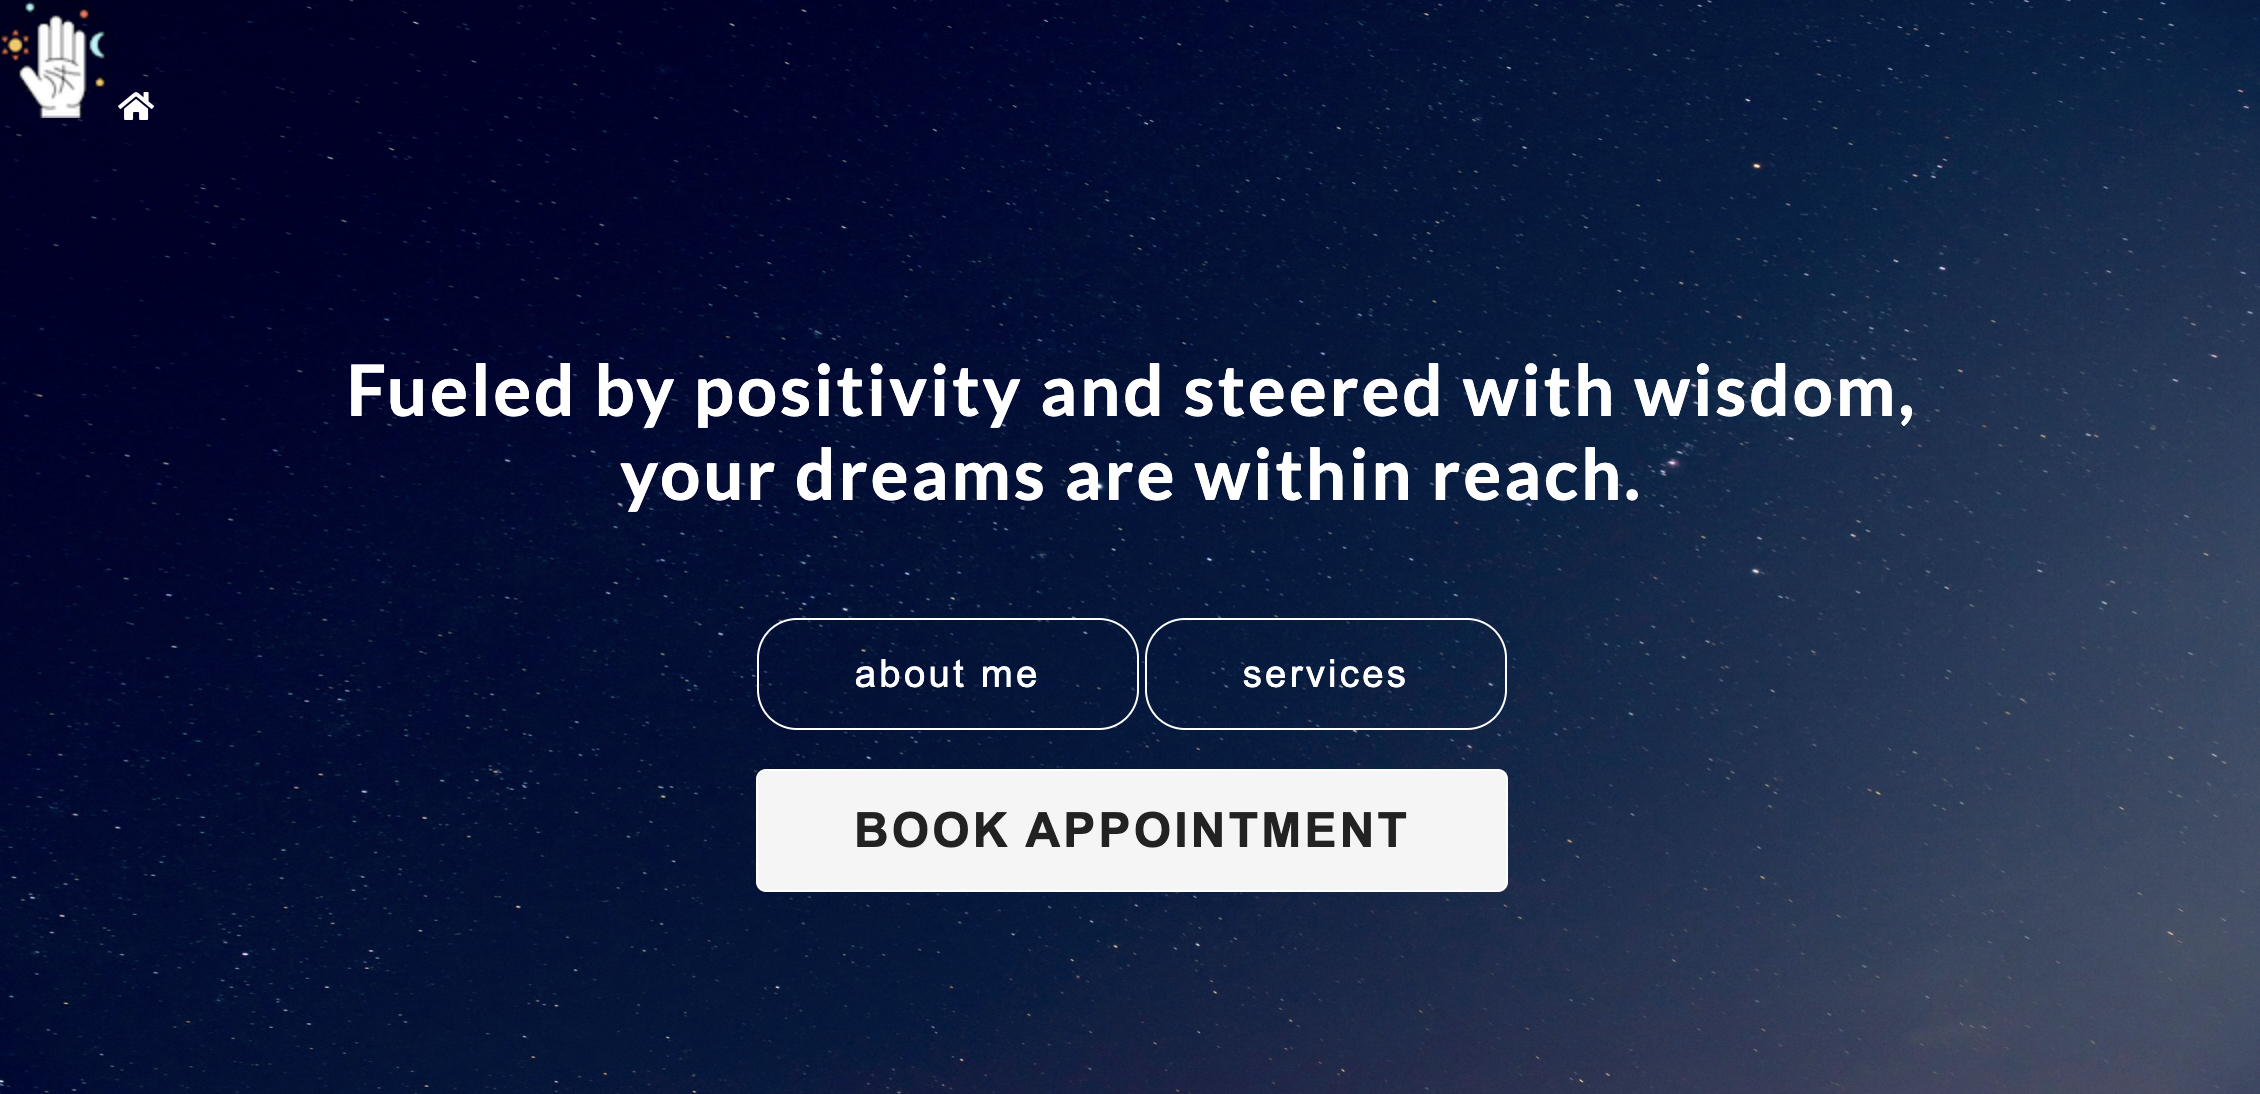 Fueled by positivity and steered with wisdom,
your dreams are within reach.
about me
services
BOOK APPOINTMENT